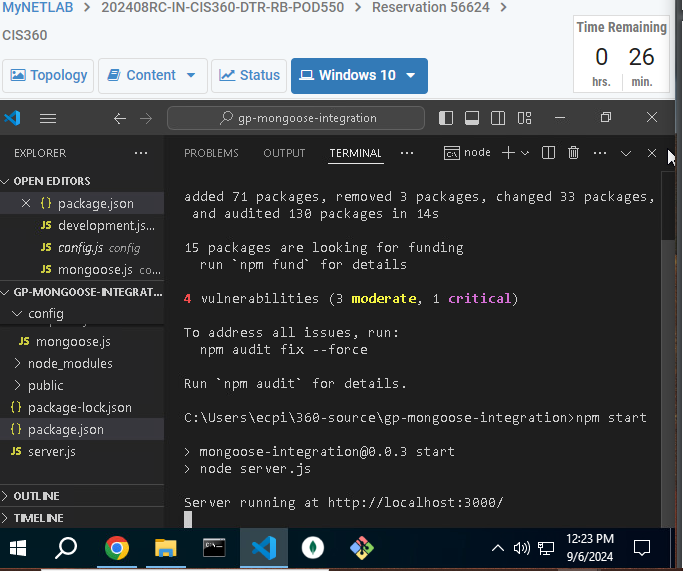 MyNETLAB > 202408RC-IN-CIS360-DTR-RB-POD550 > Reservation 56624 >
CIS360
Time Remaining
0 26
hrs. min.
Topology Content Status Windows 10
gp-mongoose-integration
EXPLORER ...
PROBLEMS OUTPUT TERMINAL ... node
OPEN EDITORS
{} package.json
JS development.js...
JS config.js config
JS mongoose.js co...
GP-MONGOOSE-INTEGRAT...
config
JS mongoose.js
node_modules
public
{} package-lock.json
{} package.json
JS server.js
OUTLINE
TIMELINE
added 71 packages, removed 3 packages, changed 33 packages,
and audited 130 packages in 14s
15 packages are looking for funding
run `npm fund` for details
4 vulnerabilities (3 moderate, 1 critical)
To address all issues, run:
npm audit fix --force
Run `npm audit` for details.
C:\Users\ecpi\360-source\gp-mongoose-integration>npm start
> mongoose-integration@0.0.3 start
> node server.js
Server running at http://localhost:3000/
12:23 PM
9/6/2024